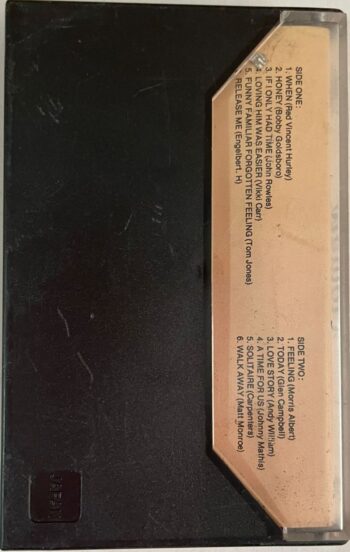 SIDE ONE:
1. WHEN (Red Vincent Hurley)
2. HONEY (Bobby Goldsboro)
3. IF I ONLY HAD TIME (John Rowles)
4. LOVING HIM WAS EASIER (Vikki Carr)
5. FUNNY FAMILIAR FORGOTTEN FEELING (Tom Jones)
RELEASE ME (Engelbert. H)
SIDE TWO:
1. FEELING (Morris Albert)
2. TODAY (Glen Campbell)
3. LOVE STORY (Andy William)
4. A TIME FOR US (Johnny Mathis)
5. SOLITAIRE (Carpenters)
6. WALK AWAY (Matt Monroe)